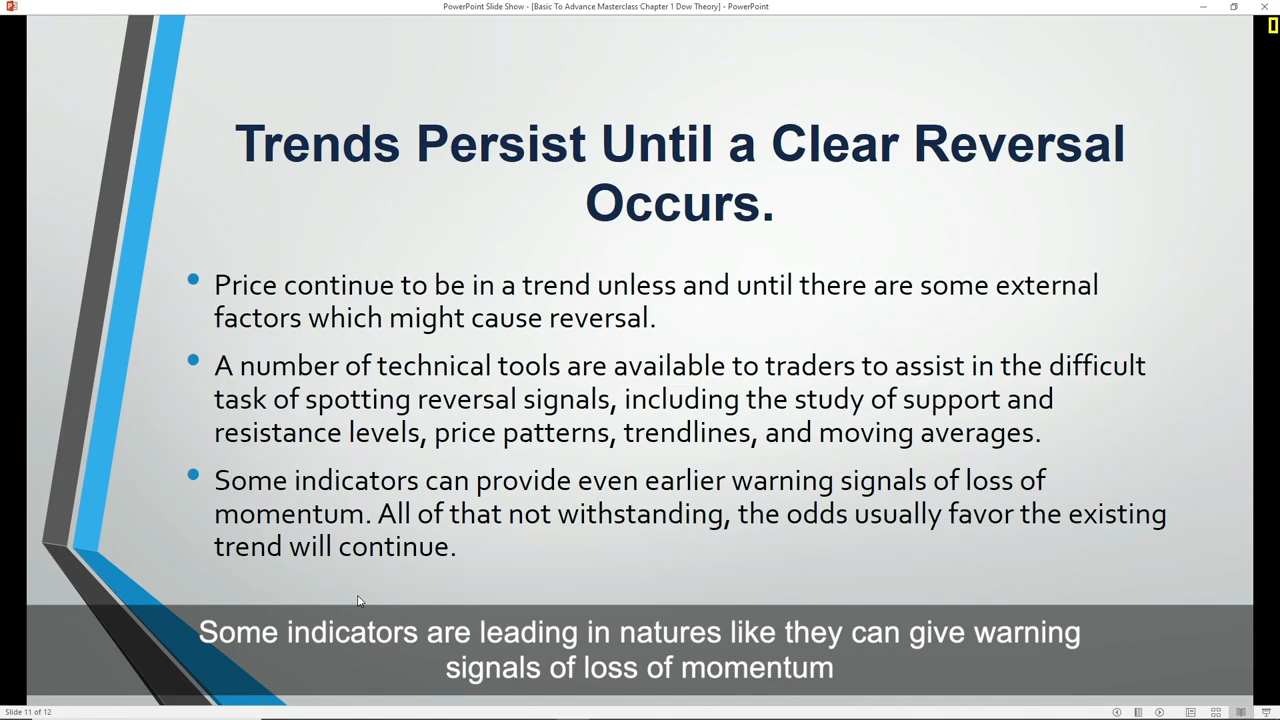 PowerPoint Slide Show - [Basic To Advance Masterclass Chapter 1 Dow Theory] - PowerPoint
Trends Persist Until a Clear Reversal
Occurs.
• Price continue to be in a trend unless and until there are some external
factors which might cause reversal.
• A number of technical tools are available to traders to assist in the difficult
task of spotting reversal signals, including the study of support and
resistance levels, price patterns, trendlines, and moving averages.
• Some indicators can provide even earlier warning signals of loss of
momentum. All of that not withstanding, the odds usually favor the existing
trend will continue.
Some indicators are leading in natures like they can give warning
signals of loss of momentum
Slide 11 of 12